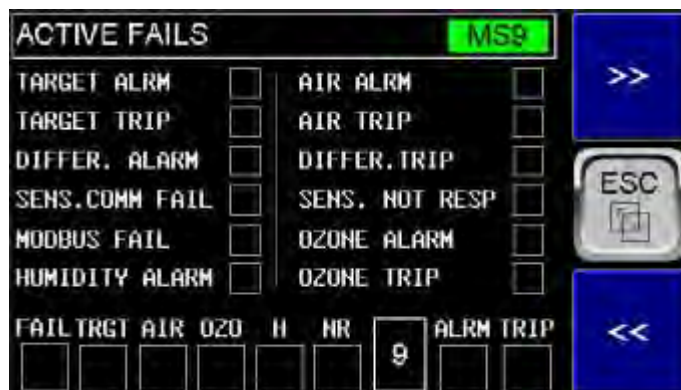 ACTIVE FAILS MS9
>>
TARGET ALRM AIR ALRM
TARGET TRIP AIR TRIP
DIFFER. ALARM DIFFER.TRIP
ESC
SENS.COMM FAIL SENS. NOT RESP
MODBUS FAIL OZONE ALARM
HUMIDITY ALARM OZONE TRIP
FAIL TRGT AIR OZO H NR 9 ALRM TRIP
<<